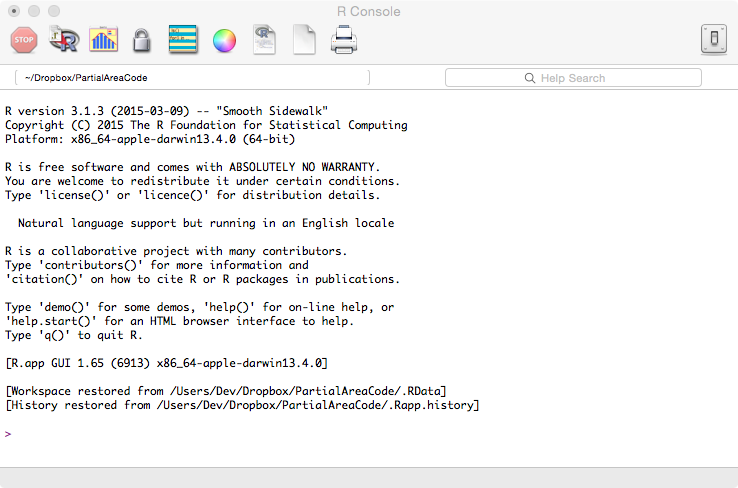 R Console
STOP
R
~/Dropbox/PartialAreaCode
Help Search
R version 3.1.3 (2015-03-09) -- "Smooth Sidewalk"
Copyright (C) 2015 The R Foundation for Statistical Computing
Platform: x86_64-apple-darwin13.4.0 (64-bit)
R is free software and comes with ABSOLUTELY NO WARRANTY.
You are welcome to redistribute it under certain conditions.
Type 'license()' or 'licence()' for distribution details.
Natural language support but running in an English locale
R is a collaborative project with many contributors.
Type 'contributors()' for more information and
'citation()' on how to cite R or R packages in publications.
Type 'demo()' for some demos, 'help()' for on-line help, or
'help.start()' for an HTML browser interface to help.
Type 'q()' to quit R.
[R.app GUI 1.65 (6913) x86_64-apple-darwin13.4.0]
[Workspace restored from /Users/Dev/Dropbox/PartialAreaCode/.RData]
[History restored from /Users/Dev/Dropbox/PartialAreaCode/.Rapp.history]
>